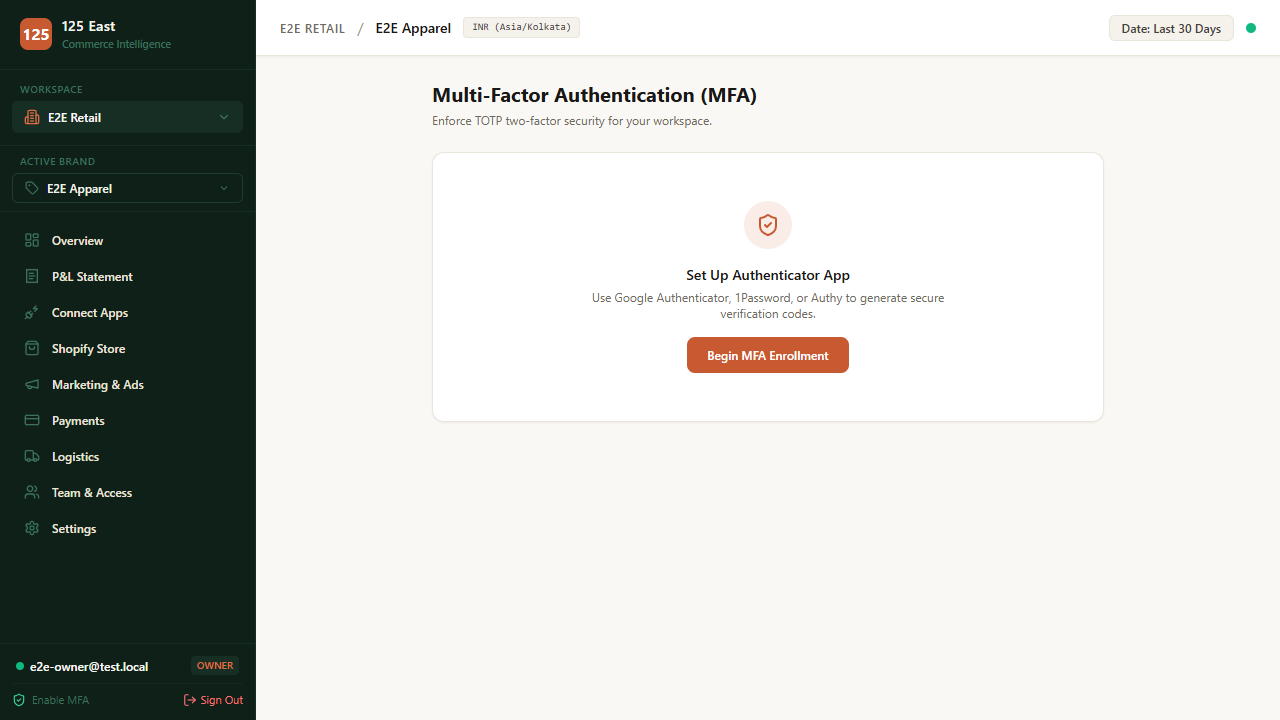 125
125 East
Commerce Intelligence
WORKSPACE
E2E Retail
ACTIVE BRAND
E2E Apparel
Overview
P&L Statement
Connect Apps
Shopify Store
Marketing & Ads
Payments
Logistics
Team & Access
Settings
e2e-owner@test.local
OWNER
Enable MFA
Sign Out
E2E RETAIL / E2E Apparel INR (Asia/Kolkata)
Date: Last 30 Days
Multi-Factor Authentication (MFA)
Enforce TOTP two-factor security for your workspace.
Set Up Authenticator App
Use Google Authenticator, 1Password, or Authy to generate secure
verification codes.
Begin MFA Enrollment